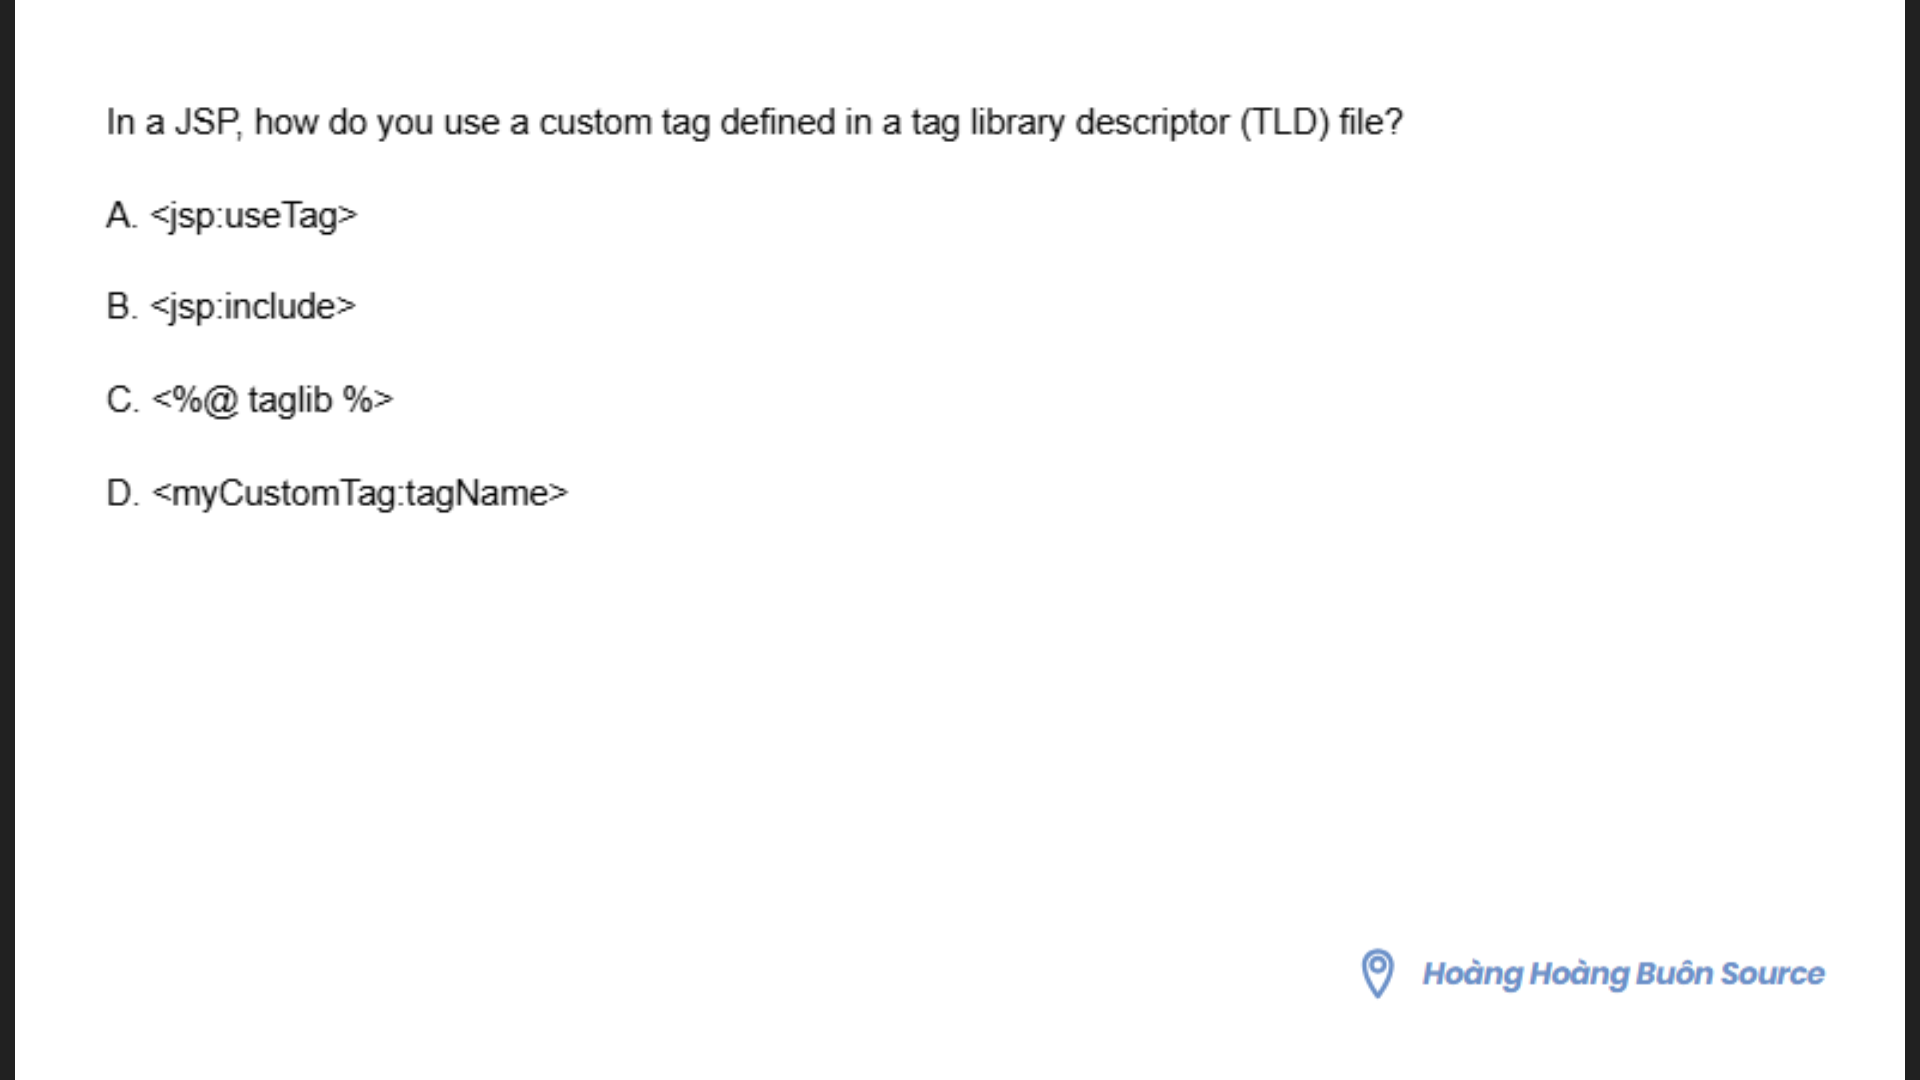 In a JSP, how do you use a custom tag defined in a tag library descriptor (TLD) file?
A. <jsp:useTag>
B. <jsp:include>
C. <%@ taglib %>
D. <myCustomTag:tagName>
Hoàng Hoàng Buôn Source